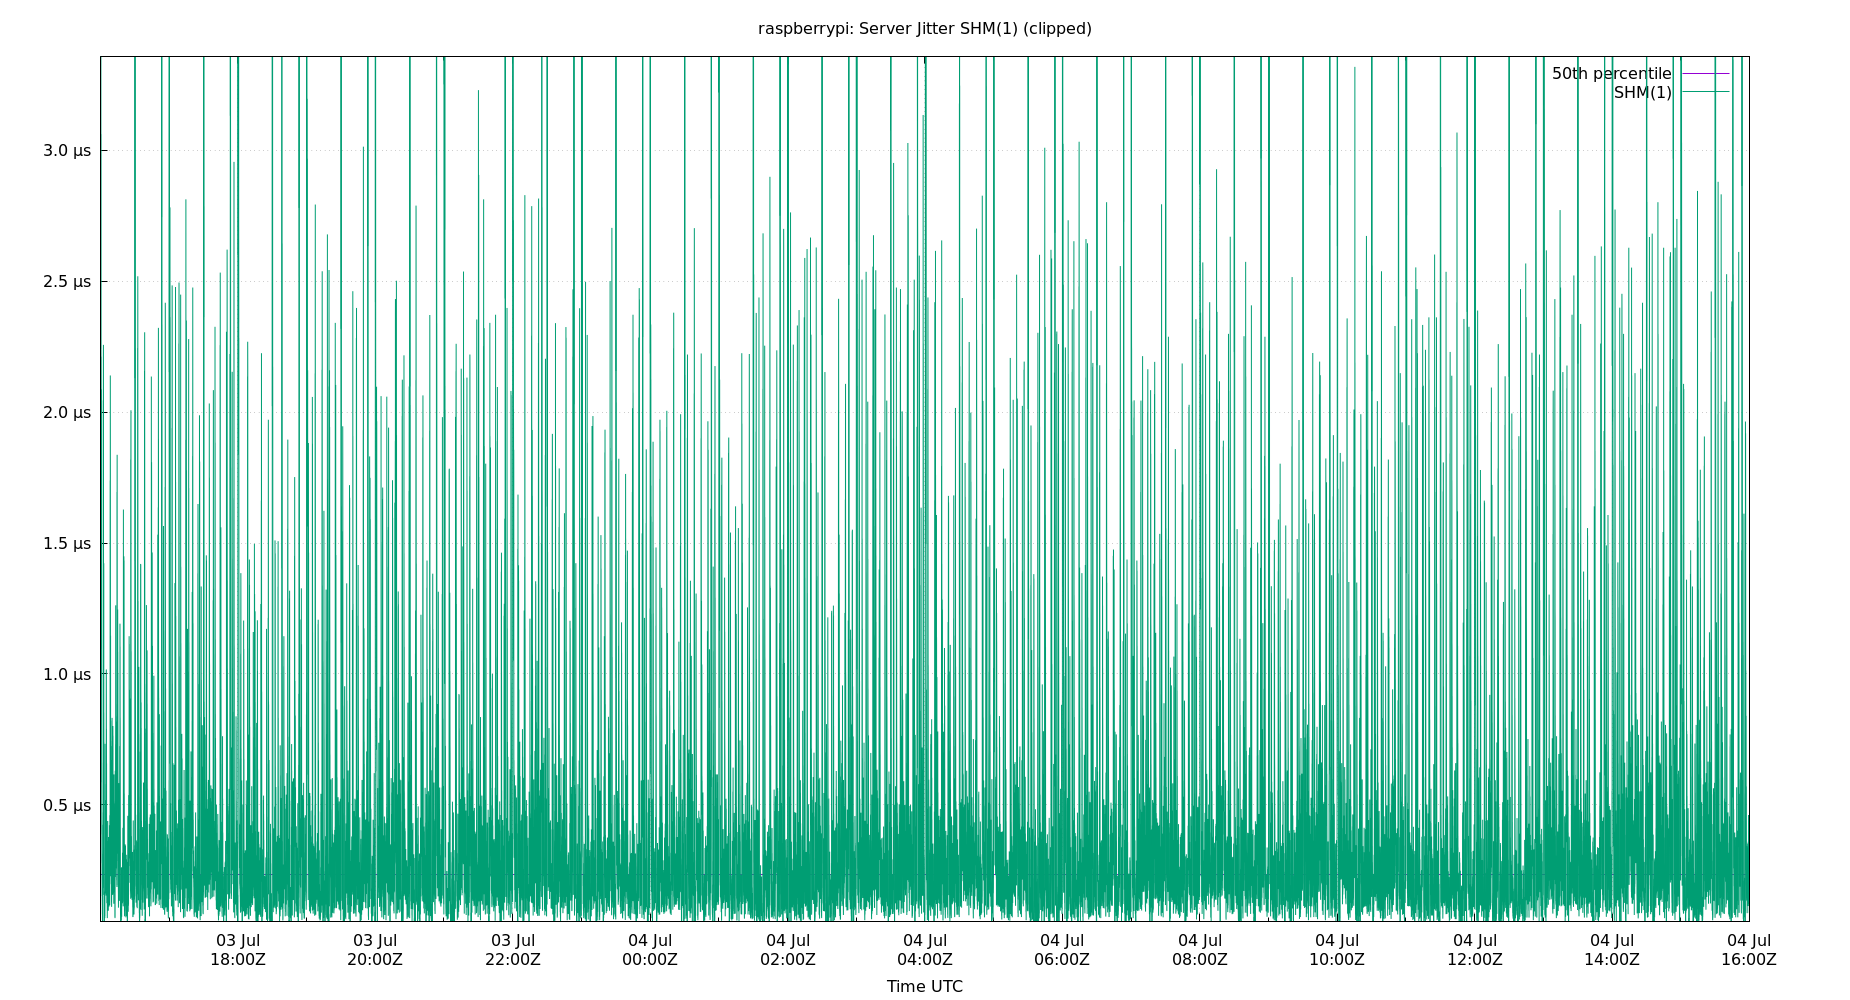 raspberrypi: Server Jitter SHM(1) (clipped)
50th percentile
SHM(1)
3.0 μs
2.5 μs
2.0 μs
1.5 μs
1.0 μs
0.5 μs
03 Jul 03 Jul 03 Jul 04 Jul 04 Jul 04 Jul 04 Jul 04 Jul 04 Jul 04 Jul 04 Jul 04 Jul
18:00Z 20:00Z 22:00Z 00:00Z 02:00Z 04:00Z 06:00Z 08:00Z 10:00Z 12:00Z 14:00Z 16:00Z
Time UTC